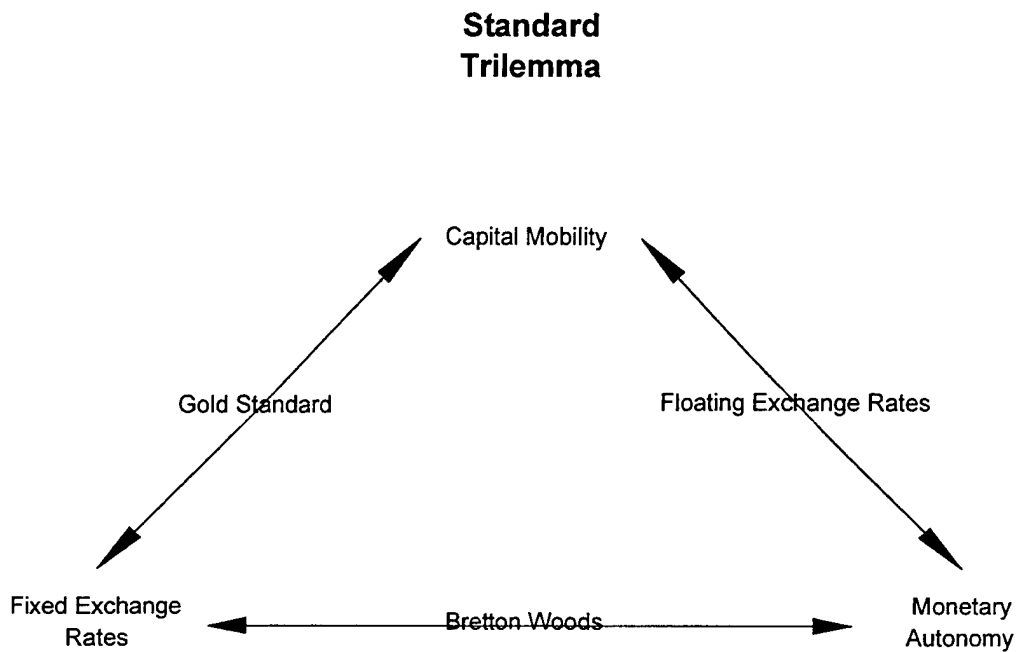 Standard
Trilemma
Capital Mobility
Gold Standard
Floating Exchange Rates
Fixed Exchange
Rates
Bretton Woods
Monetary
Autonomy